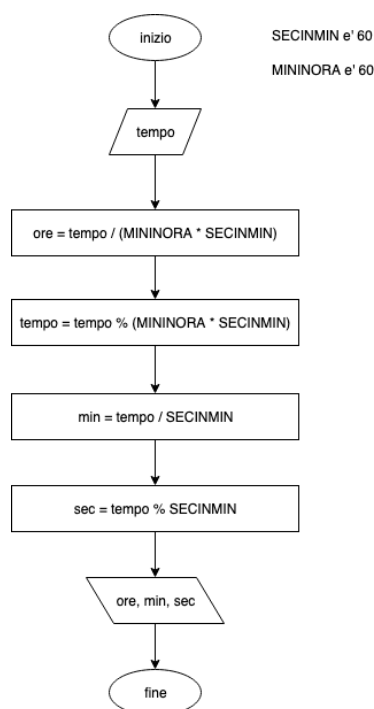 inizio
SECINMIN e' 60
MININORA e' 60
tempo
ore = tempo / (MININORA * SECINMIN)
tempo = tempo % (MININORA * SECINMIN)
min = tempo / SECINMIN
sec = tempo % SECINMIN
ore, min, sec
fine